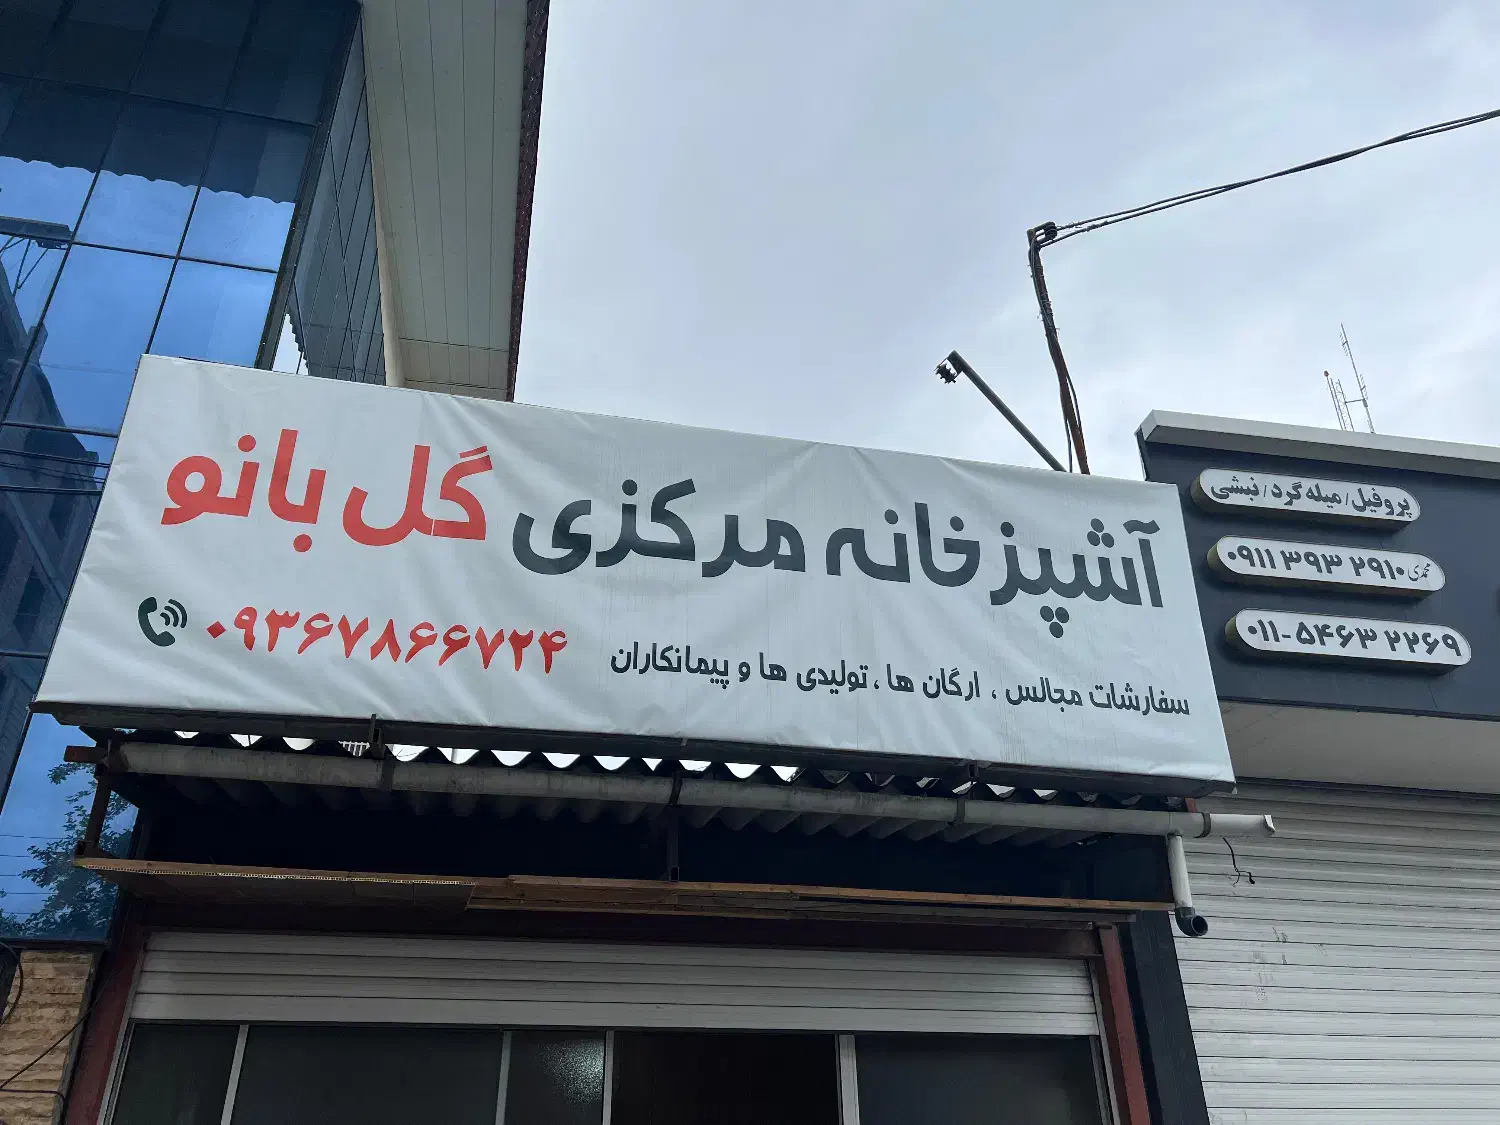 آشپزخانه مرکزی گل بانو
۰۹۳۶۷۸۶۶۷۲۴
سفارشات مجالس ، ارگان ها ، تولیدی ها و پیمانکاران
پروفیل/ میله گرد/ نبشی
۰۹۱۱ ۳۹۳ ۲۹۱۰ محمدی
۰۱۱-۵۴۶۳ ۲۲۶۹